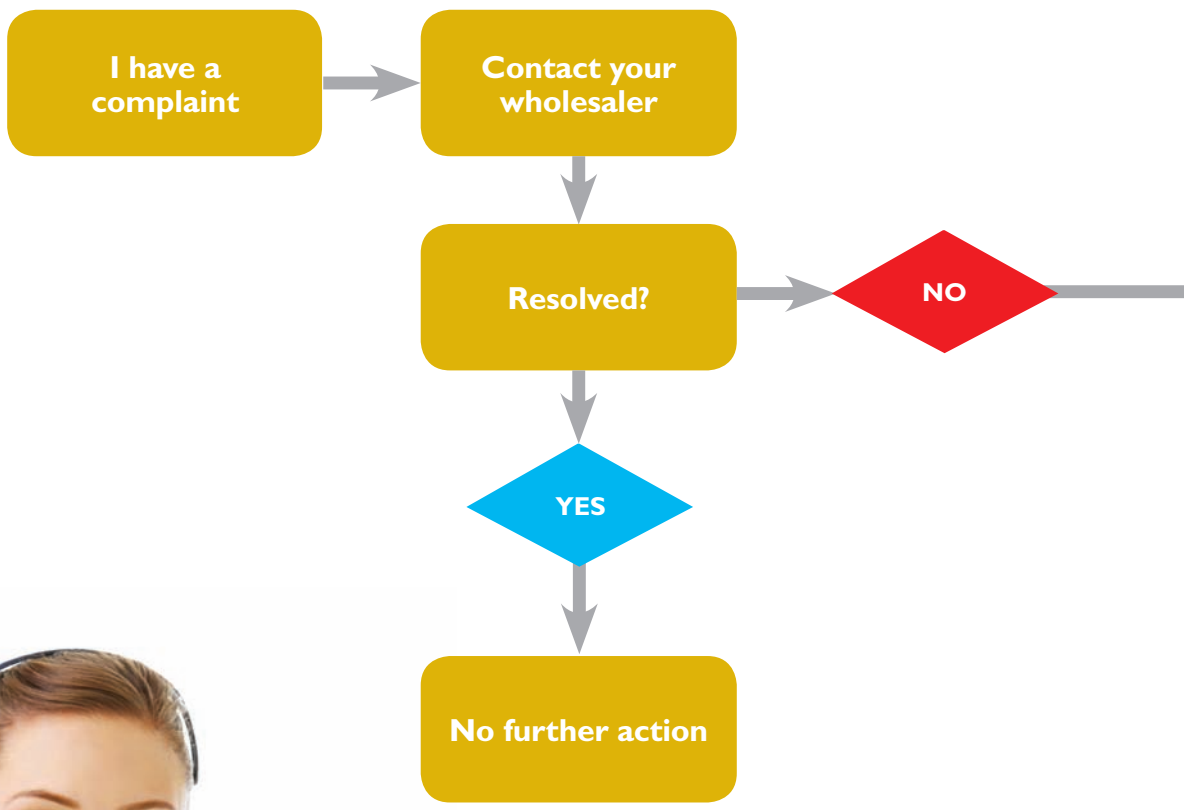 I have a
complaint
Contact your
wholesaler
Resolved?
NO
YES
No further action